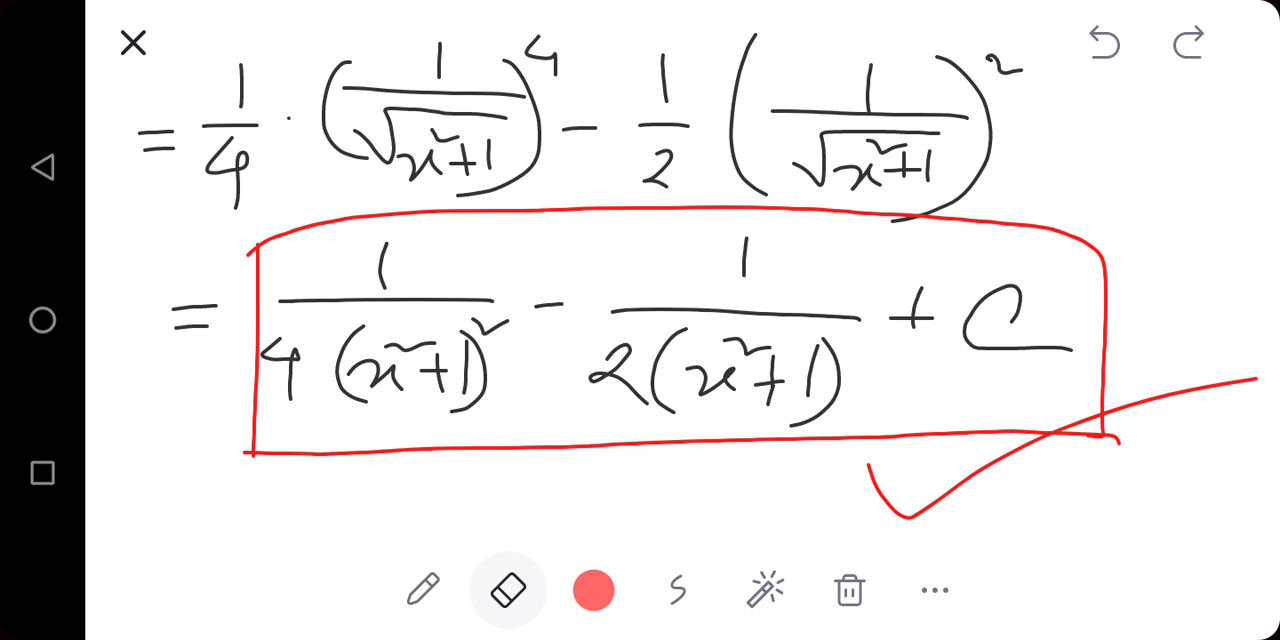 = 1/4 · (1/√(x²+1))⁴ − 1/2 (1/√(x²+1))²
= 1/(4(x²+1)²) − 1/(2(x²+1)) + C